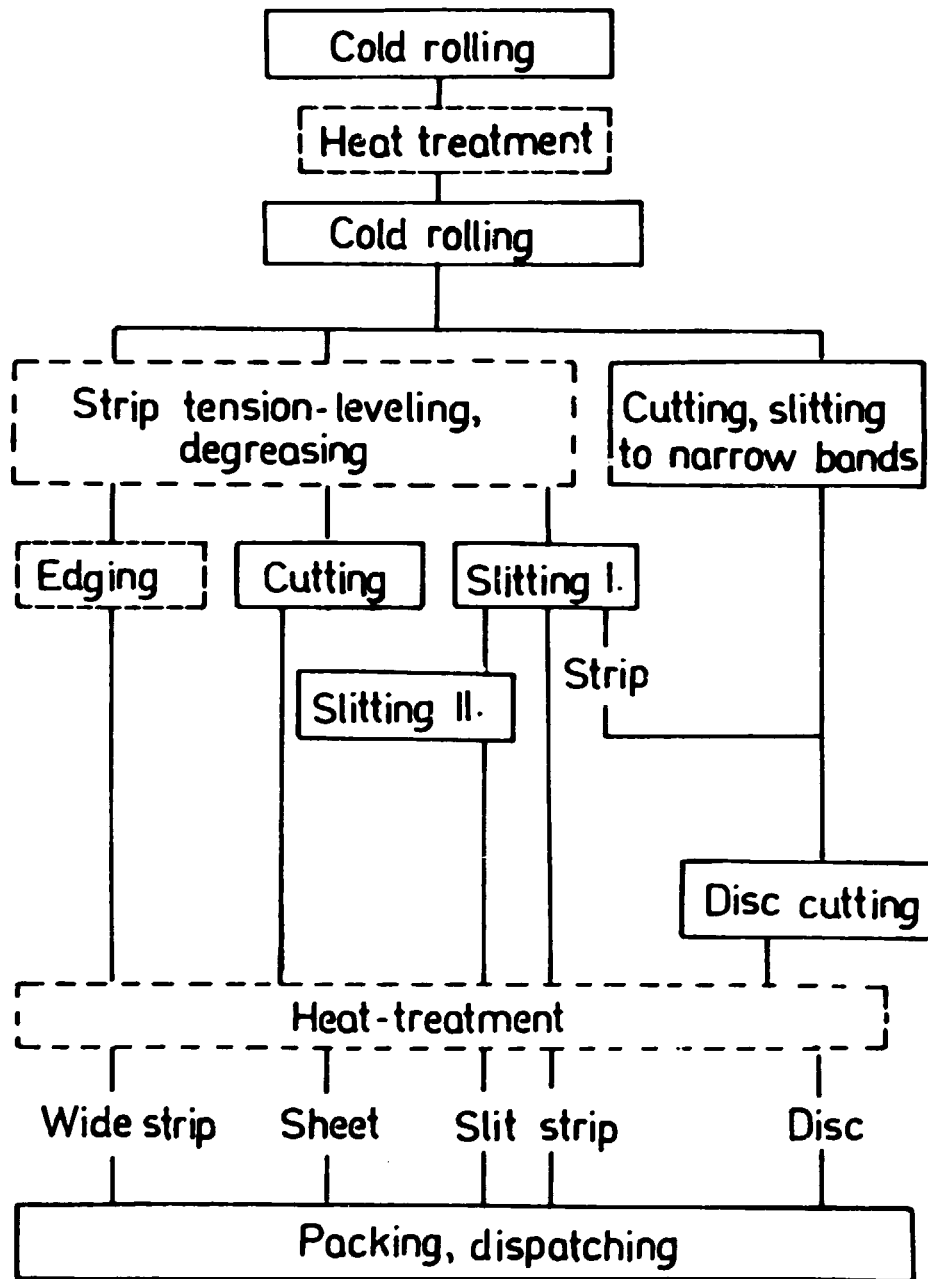 Cold rolling
Heat treatment
Cold rolling
Strip tension-leveling,
degreasing
Cutting, slitting
to narrow bands
Edging
Cutting
Slitting I.
Strip
Slitting II.
Disc cutting
Heat-treatment
Wide strip
Sheet
Slit strip
Disc
Packing, dispatching